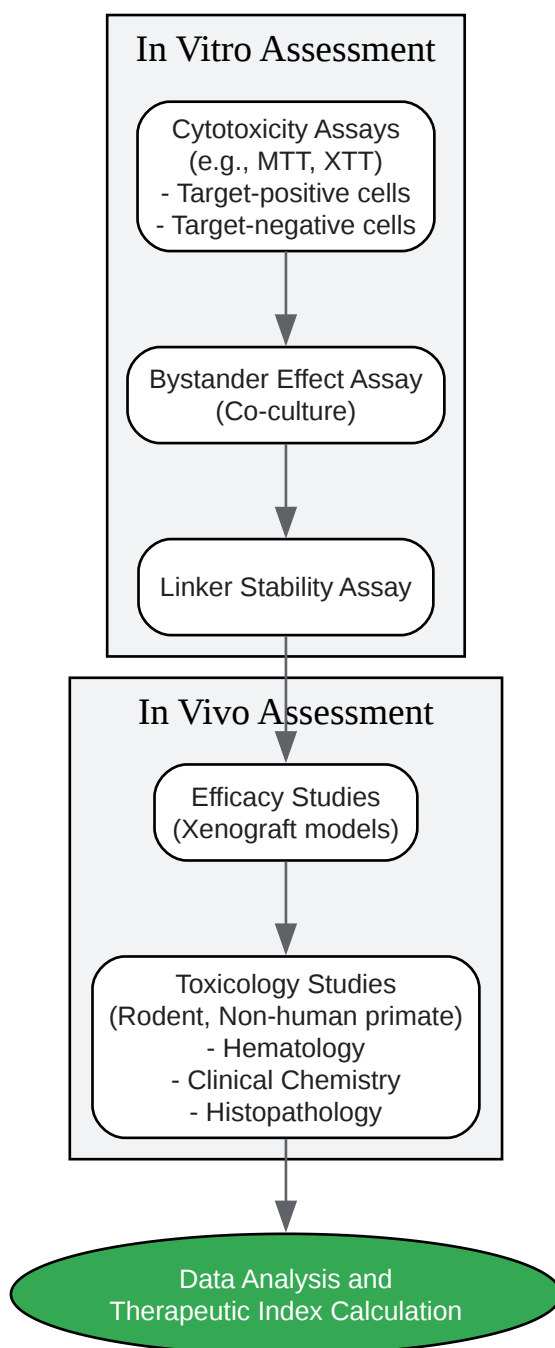 In Vitro Assessment
Cytotoxicity Assays
(e.g., MTT, XTT)
- Target-positive cells
- Target-negative cells
Bystander Effect Assay
(Co-culture)
Linker Stability Assay
In Vivo Assessment
Efficacy Studies
(Xenograft models)
Toxicology Studies
(Rodent, Non-human primate)
- Hematology
- Clinical Chemistry
- Histopathology
Data Analysis and
Therapeutic Index Calculation